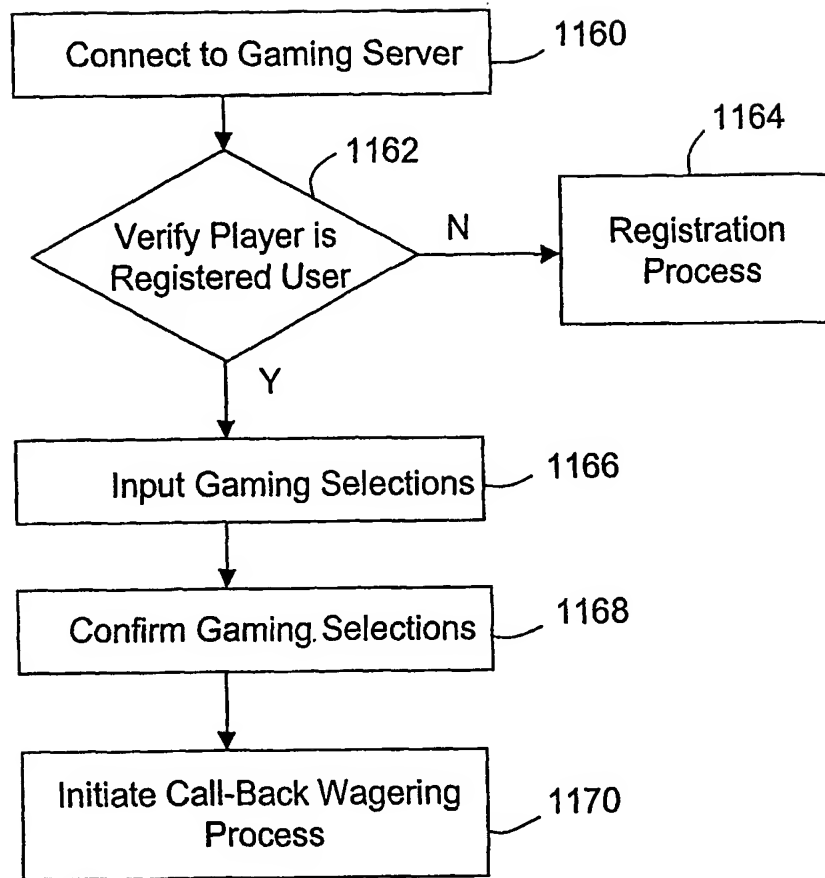 Connect to Gaming Server
1160
1162
1164
Verify Player is
Registered User
N
Registration
Process
Y
Input Gaming Selections
1166
Confirm Gaming Selections
1168
Initiate Call-Back Wagering
Process
1170